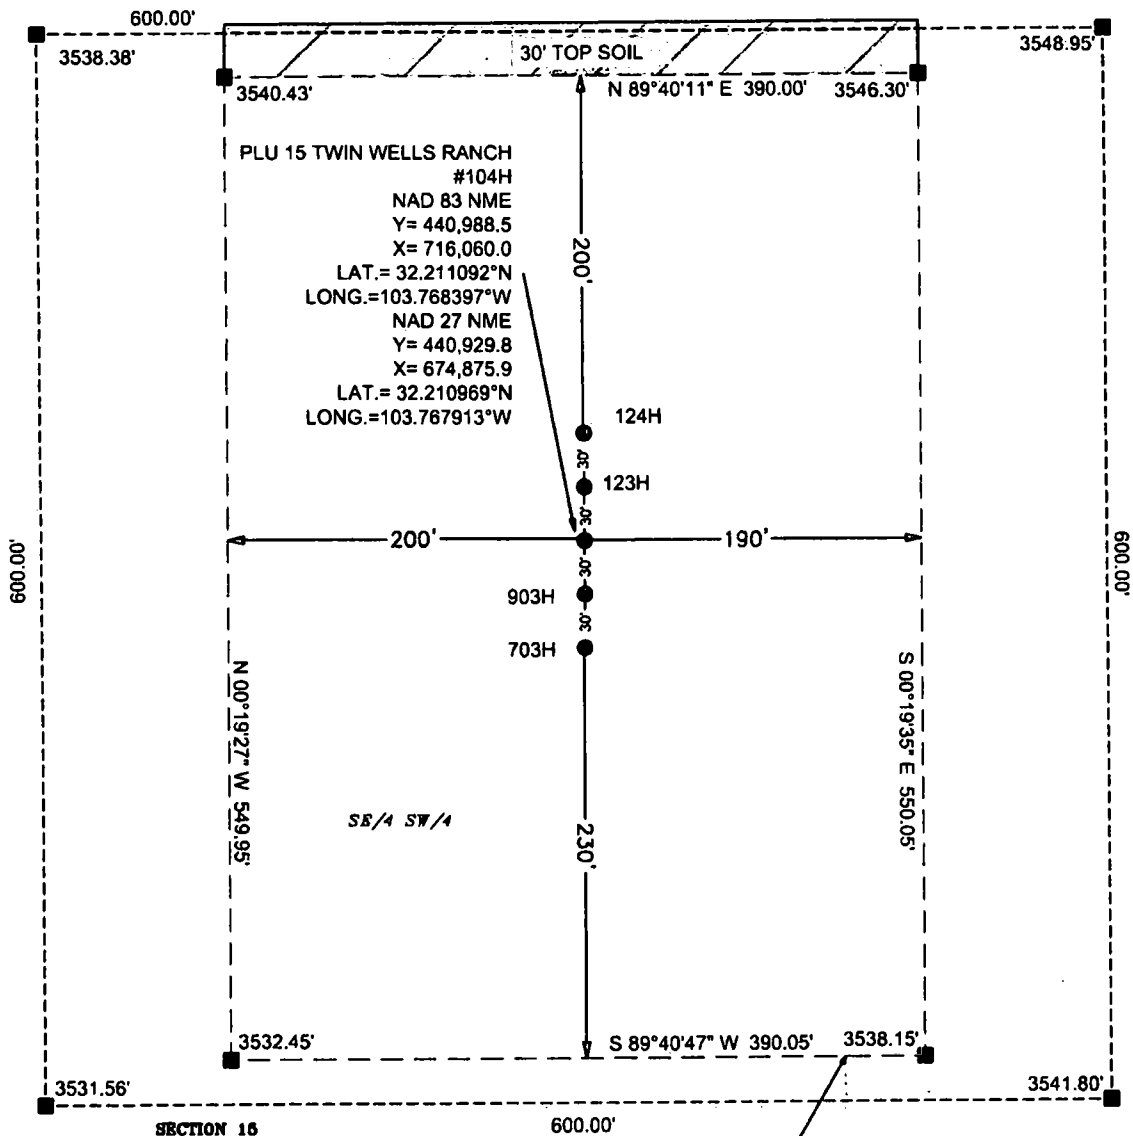 600.00'
3538.38'
3548.95'
30' TOP SOIL
3540.43'
N 89°40'11" E 390.00'
3546.30'
PLU 15 TWIN WELLS RANCH
#104H
NAD 83 NME
Y= 440,988.5
X= 716,060.0
LAT.= 32.211092°N
LONG.=103.768397°W
NAD 27 NME
Y= 440,929.8
X= 674,875.9
LAT.= 32.210969°N
LONG.=103.767913°W
200'
124H
30'
123H
30'
200'
190'
30'
903H
30'
703H
600.00'
600.00'
N 00°19'27" W 549.95'
S 00°19'35" E 550.05'
SE/4 SW/4
230'
3532.45'
S 89°40'47" W 390.05'
3538.15'
3531.56'
3541.80'
SECTION 15
600.00'